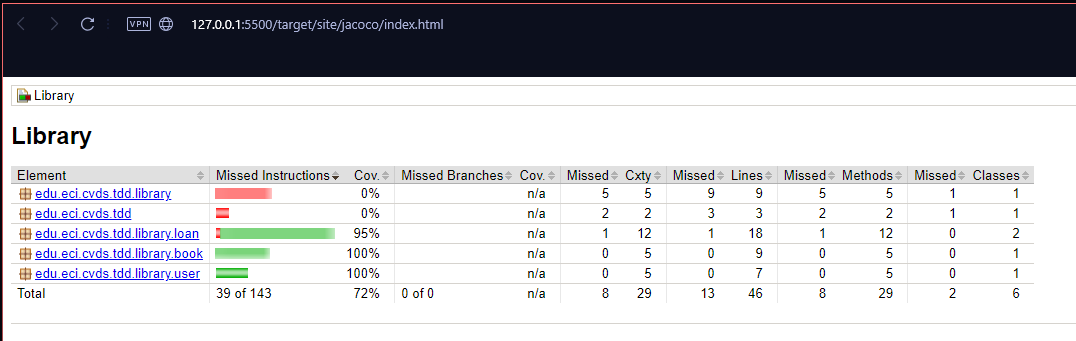 VPN 127.0.0.1:5500/target/site/jacoco/index.html
Library
Library
Element Missed Instructions Cov. Missed Branches Cov. Missed Cxty Missed Lines Missed Methods Missed Classes
edu.eci.cvds.tdd.library 0% n/a 5 5 9 9 5 5 1 1
edu.eci.cvds.tdd 0% n/a 2 2 3 3 2 2 1 1
edu.eci.cvds.tdd.library.loan 95% n/a 1 12 1 18 1 12 0 2
edu.eci.cvds.tdd.library.book 100% n/a 0 5 0 9 0 5 0 1
edu.eci.cvds.tdd.library.user 100% n/a 0 5 0 7 0 5 0 1
Total 39 of 143 72% 0 of 0 n/a 8 29 13 46 8 29 2 6